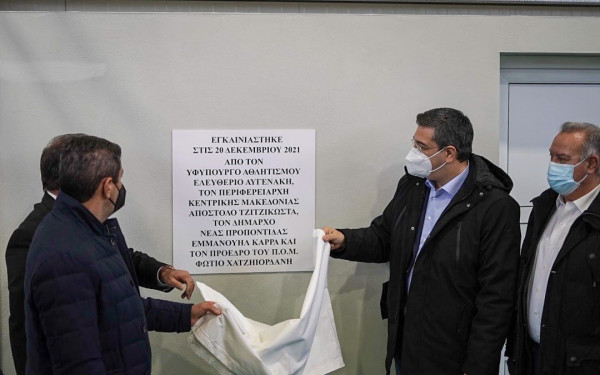 ΕΓΚΑΙΝΙΑΣΤΗΚΕ
ΣΤΙΣ 20 ΔΕΚΕΜΒΡΙΟΥ 2021
ΑΠΟ ΤΟΝ
ΥΦΥΠΟΥΡΓΟ ΑΘΛΗΤΙΣΜΟΥ
ΕΛΕΥΘΕΡΙΟ ΑΥΓΕΝΑΚΗ,
ΤΟΝ ΠΕΡΙΦΕΡΕΙΑΡΧΗ
ΚΕΝΤΡΙΚΗΣ ΜΑΚΕΔΟΝΙΑΣ
ΑΠΟΣΤΟΛΟ ΤΖΙΤΖΙΚΩΣΤΑ,
ΤΟΝ ΔΗΜΑΡΧΟ
ΝΕΑΣ ΠΡΟΠΟΝΤΙΔΑΣ
ΕΜΜΑΝΟΥΗΛ ΚΑΡΡΑ ΚΑΙ
ΤΟΝ ΠΡΟΕΔΡΟ ΤΟΥ Π.Ο.Μ.
ΦΩΤΙΟ ΧΑΤΖΗΙΟΡΔΑΝΗ